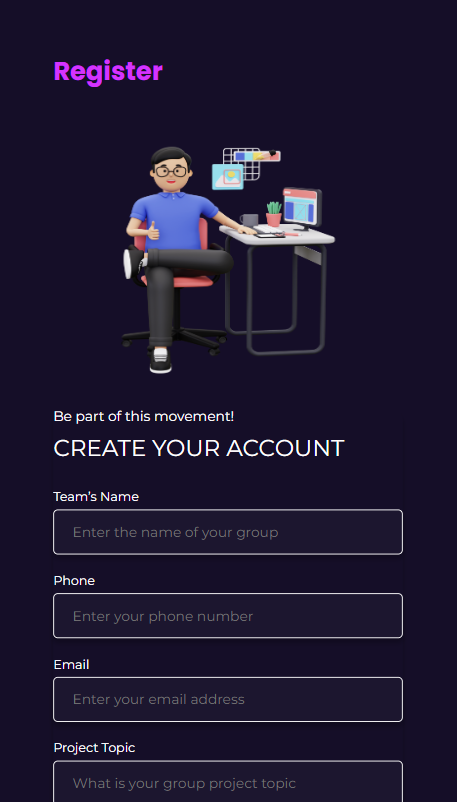 Register
Be part of this movement!
CREATE YOUR ACCOUNT
Team's Name
Enter the name of your group
Phone
Enter your phone number
Email
Enter your email address
Project Topic
What is your group project topic